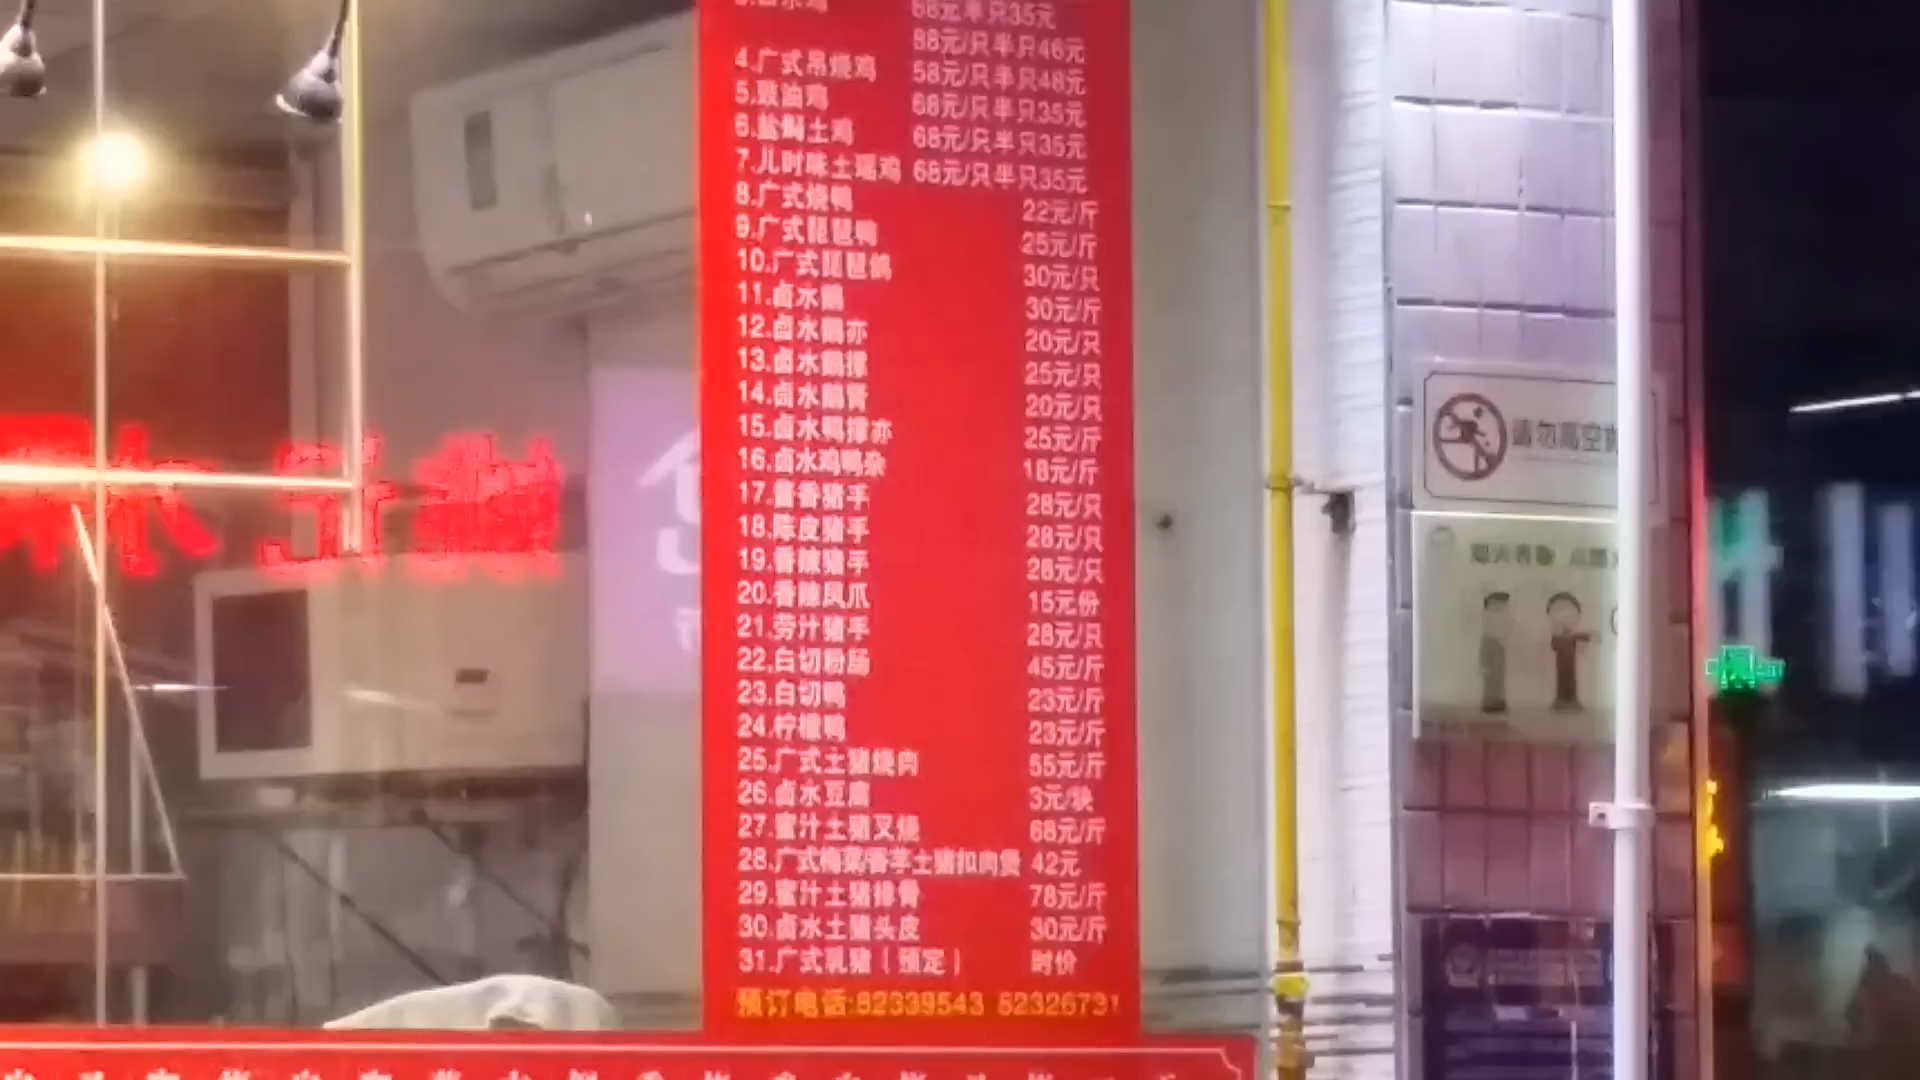 68元半只35元
88元/只半只46元
4.广式吊烧鸡 58元/只半只48元
5.豉油鸡 68元/只半只35元
6.盐焗土鸡 68元/只半只35元
7.儿时味土瑶鸡 68元/只半只35元
8.广式烧鸭 22元/斤
9.广式琵琶鸭 25元/斤
10.广式琵琶鸽 30元/只
11.卤水鹅 30元/斤
12.卤水鹅亦 20元/只
13.卤水鹅撑 25元/只
14.卤水鹅肾 20元/只
15.卤水鸭撑亦 25元/斤
16.卤水鸡鸭杂 18元/斤
17.酱香猪手 28元/只
18.陈皮猪手 28元/只
19.香辣猪手 28元/只
20.香辣凤爪 15元份
21.劳汁猪手 28元/只
22.白切粉肠 45元/斤
23.白切鸭 23元/斤
24.柠檬鸭 23元/斤
25.广式土猪烧肉 55元/斤
26.卤水豆腐 3元/块
27.蜜汁土猪叉烧 68元/斤
28.广式梅菜/香芋土猪扣肉煲 42元
29.蜜汁土猪排骨 78元/斤
30.卤水土猪头皮 30元/斤
31.广式乳猪（预定） 时价
预订电话:82339543 82326731
请勿高空